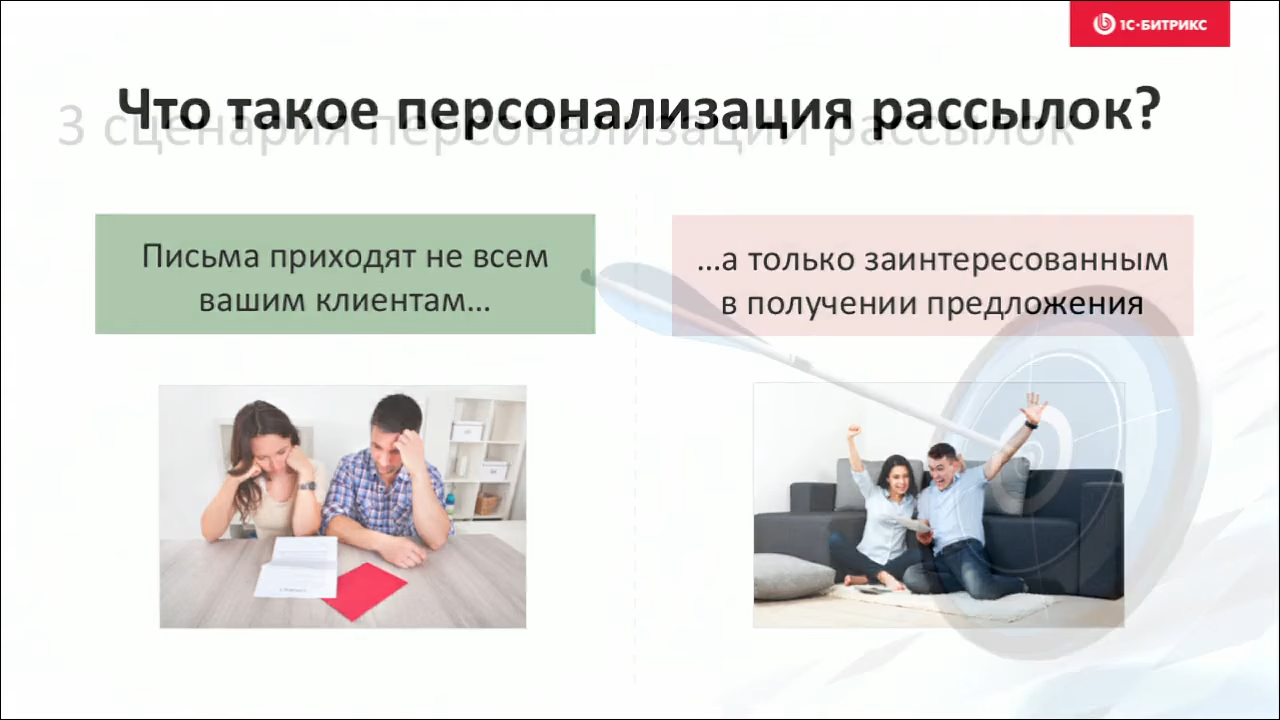 1С-БИТРИКС
Что такое персонализация рассылок?
3 сценария персонализации рассылок
Письма приходят не всем
вашим клиентам…
…а только заинтересованным
в получении предложения